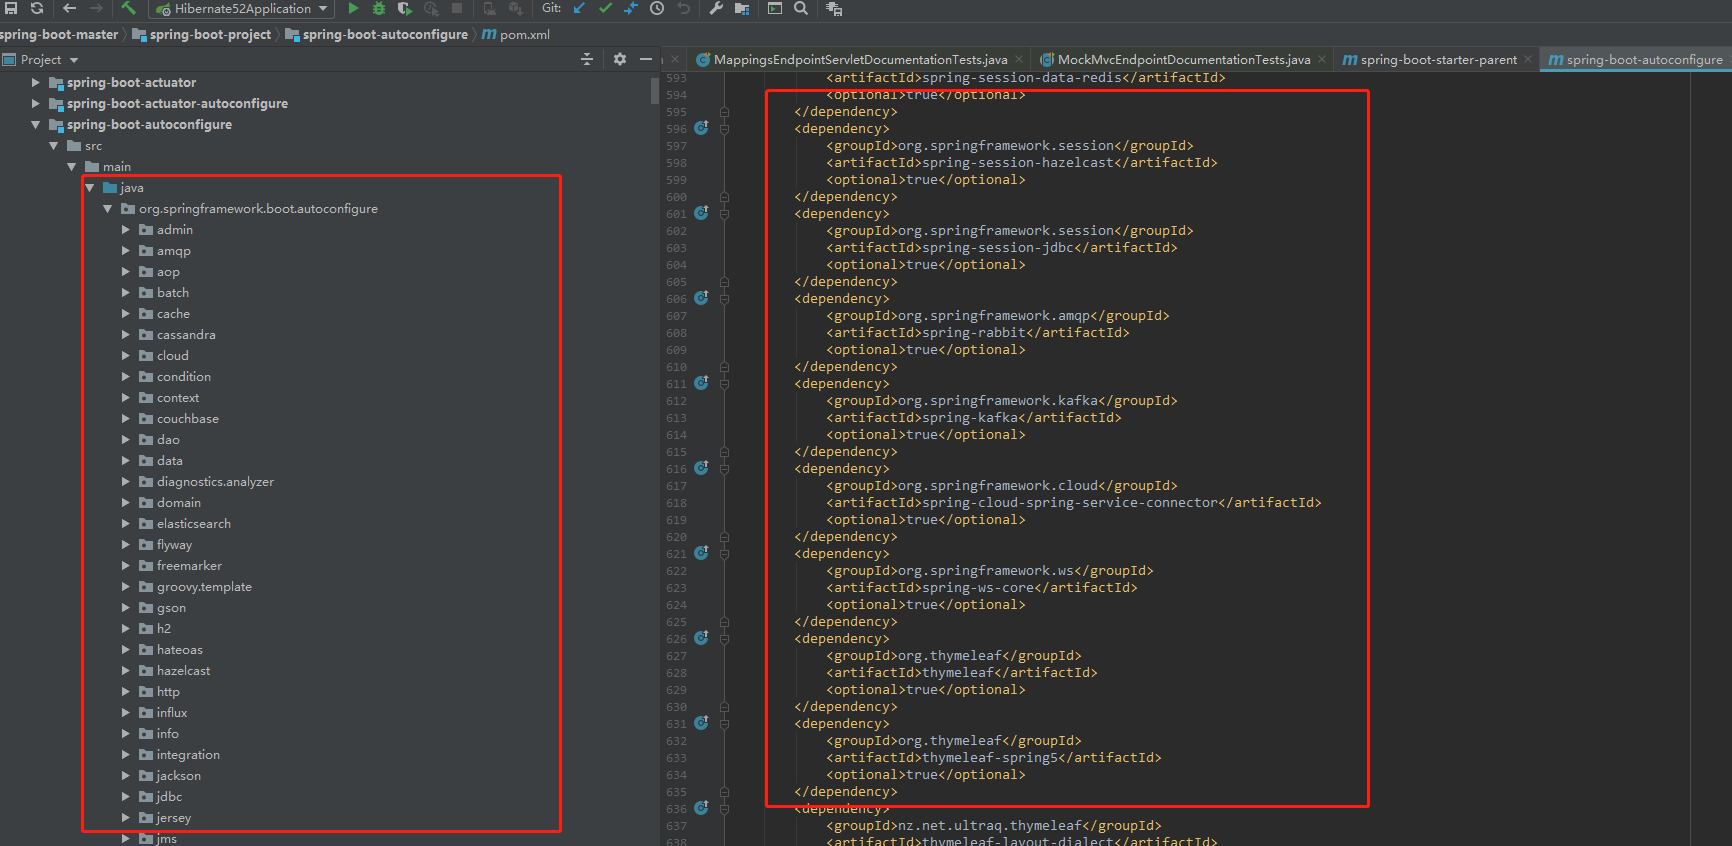 Hibernate52Application
Git:
spring-boot-master
spring-boot-project
spring-boot-autoconfigure
pom.xml
Project
MappingsEndpointServletDocumentationTests.java
MockMvcEndpointDocumentationTests.java
spring-boot-starter-parent
spring-boot-autoconfigure
spring-boot-actuator
spring-boot-actuator-autoconfigure
spring-boot-autoconfigure
src
main
java
org.springframework.boot.autoconfigure
admin
amqp
aop
batch
cache
cassandra
cloud
condition
context
couchbase
dao
data
diagnostics.analyzer
domain
elasticsearch
flyway
freemarker
groovy.template
gson
h2
hateoas
hazelcast
http
influx
info
integration
jackson
jdbc
jersey
jms
593 <artifactId>spring-session-data-redis</artifactId>
594 <optional>true</optional>
595 </dependency>
596 <dependency>
597 <groupId>org.springframework.session</groupId>
598 <artifactId>spring-session-hazelcast</artifactId>
599 <optional>true</optional>
600 </dependency>
601 <dependency>
602 <groupId>org.springframework.session</groupId>
603 <artifactId>spring-session-jdbc</artifactId>
604 <optional>true</optional>
605 </dependency>
606 <dependency>
607 <groupId>org.springframework.amqp</groupId>
608 <artifactId>spring-rabbit</artifactId>
609 <optional>true</optional>
610 </dependency>
611 <dependency>
612 <groupId>org.springframework.kafka</groupId>
613 <artifactId>spring-kafka</artifactId>
614 <optional>true</optional>
615 </dependency>
616 <dependency>
617 <groupId>org.springframework.cloud</groupId>
618 <artifactId>spring-cloud-spring-service-connector</artifactId>
619 <optional>true</optional>
620 </dependency>
621 <dependency>
622 <groupId>org.springframework.ws</groupId>
623 <artifactId>spring-ws-core</artifactId>
624 <optional>true</optional>
625 </dependency>
626 <dependency>
627 <groupId>org.thymeleaf</groupId>
628 <artifactId>thymeleaf</artifactId>
629 <optional>true</optional>
630 </dependency>
631 <dependency>
632 <groupId>org.thymeleaf</groupId>
633 <artifactId>thymeleaf-spring5</artifactId>
634 <optional>true</optional>
635 </dependency>
636 <dependency>
637 <groupId>nz.net.ultraq.thymeleaf</groupId>
638 <artifactId>thymeleaf-layout-dialect</artifactId>